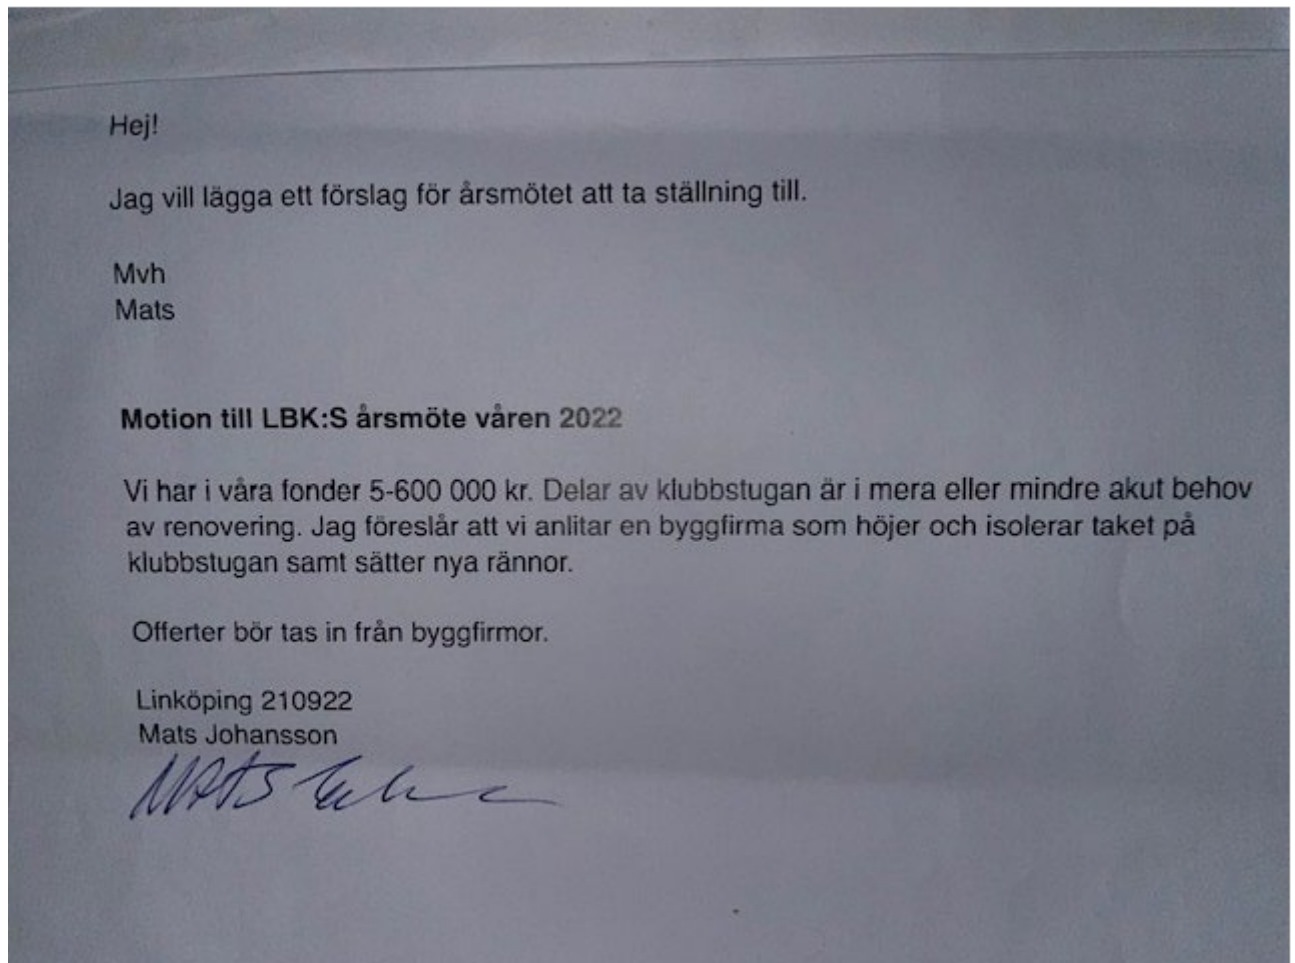 Hej!
Jag vill lägga ett förslag för årsmötet att ta ställning till.
Mvh
Mats
Motion till LBK:S årsmöte våren 2022
Vi har i våra fonder 5-600 000 kr. Delar av klubbstugan är i mera eller mindre akut behov
av renovering. Jag föreslår att vi anlitar en byggfirma som höjer och isolerar taket på
klubbstugan samt sätter nya rännor.
Offerter bör tas in från byggfirmor.
Linköping 210922
Mats Johansson
MATS